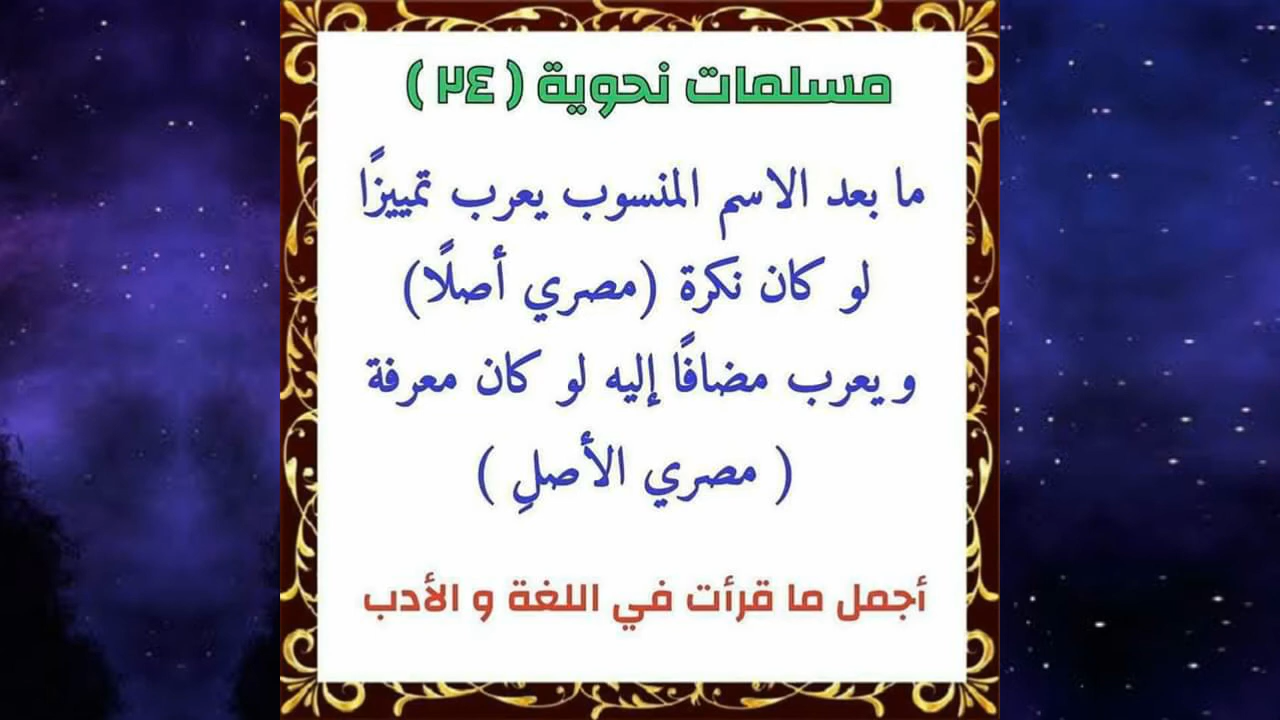 مسلمات نحوية ( ٢٤ )
ما بعد الاسم المنسوب يعرب تمييزًا
لو كان نكرة (مصري أصلًا)
و يعرب مضافًا إليه لو كان معرفة
( مصري الأصلِ )
أجمل ما قرأت في اللغة و الأدب